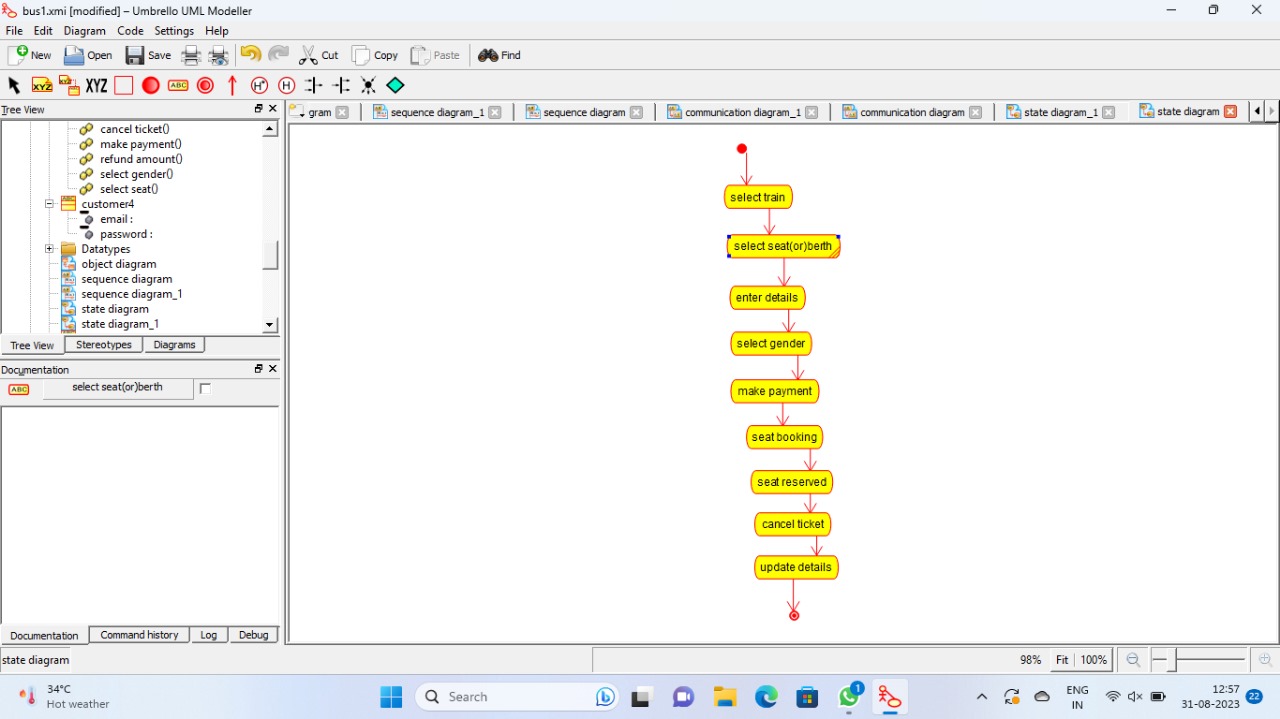 bus1.xmi [modified] – Umbrello UML Modeller
File Edit Diagram Code Settings Help
New Open Save Cut Copy Paste Find
XYZ XYZ ABC H* H
Tree View
gram sequence diagram_1 sequence diagram communication diagram_1 communication diagram state diagram_1 state diagram
cancel ticket()
make payment()
refund amount()
select gender()
select seat()
customer4
email :
password :
Datatypes
object diagram
sequence diagram
sequence diagram_1
state diagram
state diagram_1
Tree View Stereotypes Diagrams
Documentation
ABC select seat(or)berth
Documentation Command history Log Debug
select train
select seat(or)berth
enter details
select gender
make payment
seat booking
seat reserved
cancel ticket
update details
state diagram
98% Fit 100%
34°C
Hot weather
Search
1
ENG
IN
12:57
31-08-2023
22